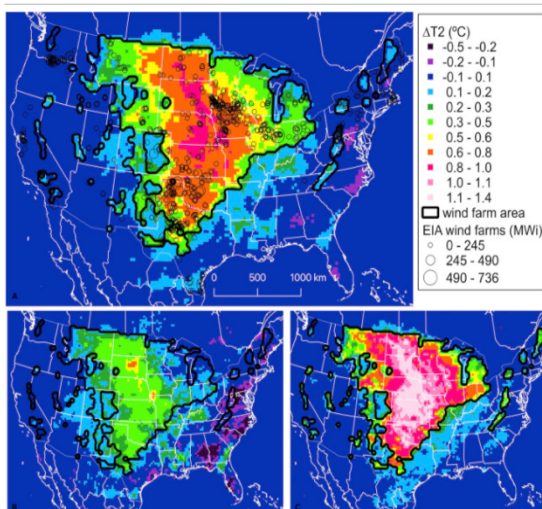 ΔT2 (ºC)
-0.5 - -0.2
-0.2 - -0.1
-0.1 - 0.1
0.1 - 0.2
0.2 - 0.3
0.3 - 0.5
0.5 - 0.6
0.6 - 0.8
0.8 - 1.0
1.0 - 1.1
1.1 - 1.4
wind farm area
EIA wind farms (MWi)
0 - 245
245 - 490
490 - 736
A
0 500 1000 km
B
C